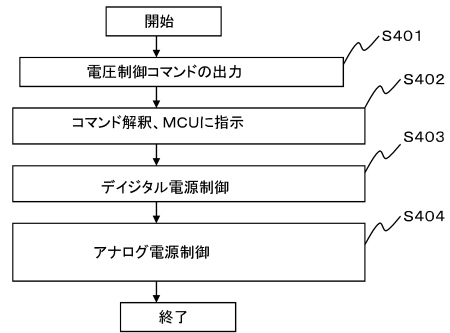 開始
S401
電圧制御コマンドの出力
S402
コマンド解釈、MCUに指示
S403
デイジタル電源制御
S404
アナログ電源制御
終了